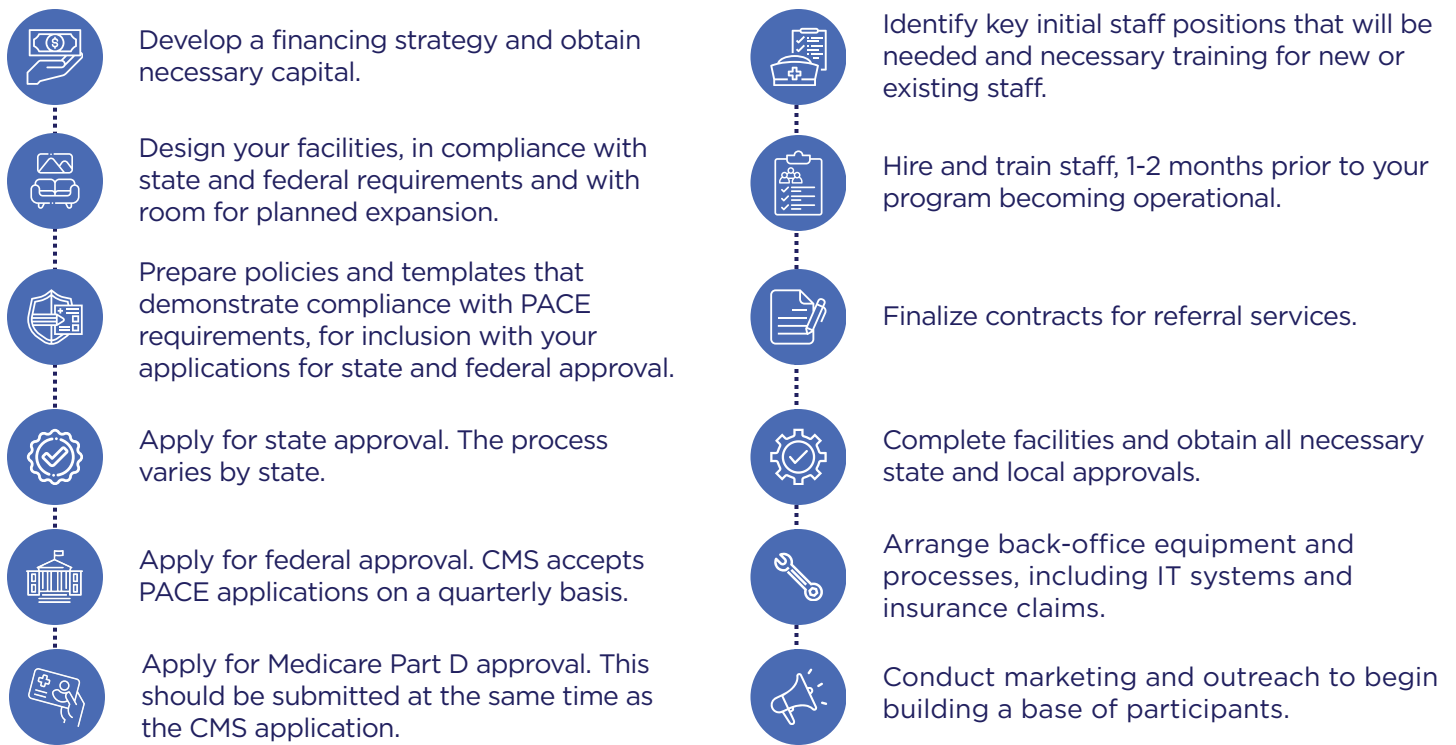 Develop a financing strategy and obtain
necessary capital.
Design your facilities, in compliance with
state and federal requirements and with
room for planned expansion.
Prepare policies and templates that
demonstrate compliance with PACE
requirements, for inclusion with your
applications for state and federal approval.
Apply for state approval. The process
varies by state.
Apply for federal approval. CMS accepts
PACE applications on a quarterly basis.
Apply for Medicare Part D approval. This
should be submitted at the same time as
the CMS application.
Identify key initial staff positions that will be
needed and necessary training for new or
existing staff.
Hire and train staff, 1-2 months prior to your
program becoming operational.
Finalize contracts for referral services.
Complete facilities and obtain all necessary
state and local approvals.
Arrange back-office equipment and
processes, including IT systems and
insurance claims.
Conduct marketing and outreach to begin
building a base of participants.